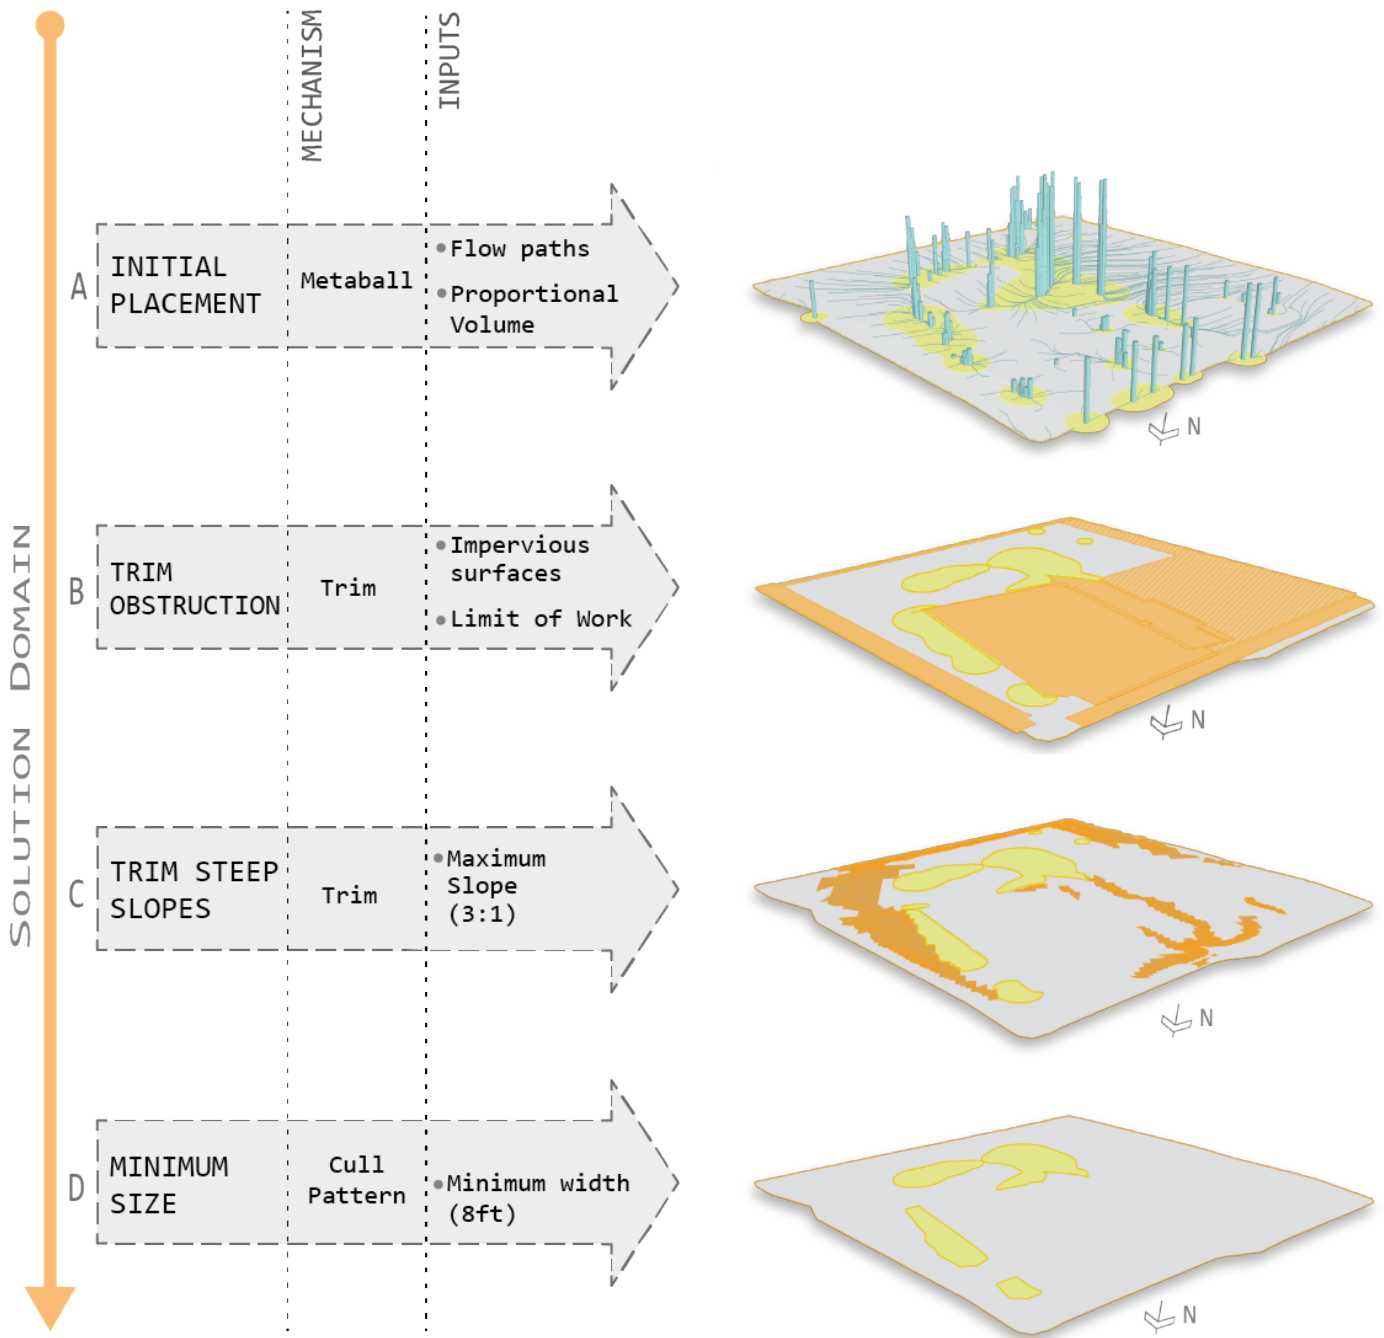 MECHANISM
INPUTS
SOLUTION DOMAIN
A
INITIAL
PLACEMENT
Metaball
Flow paths
Proportional
Volume
N
B
TRIM
OBSTRUCTION
Trim
Impervious
surfaces
Limit of Work
N
C
TRIM STEEP
SLOPES
Trim
Maximum
Slope
(3:1)
N
D
MINIMUM
SIZE
Cull
Pattern
Minimum width
(8ft)
N